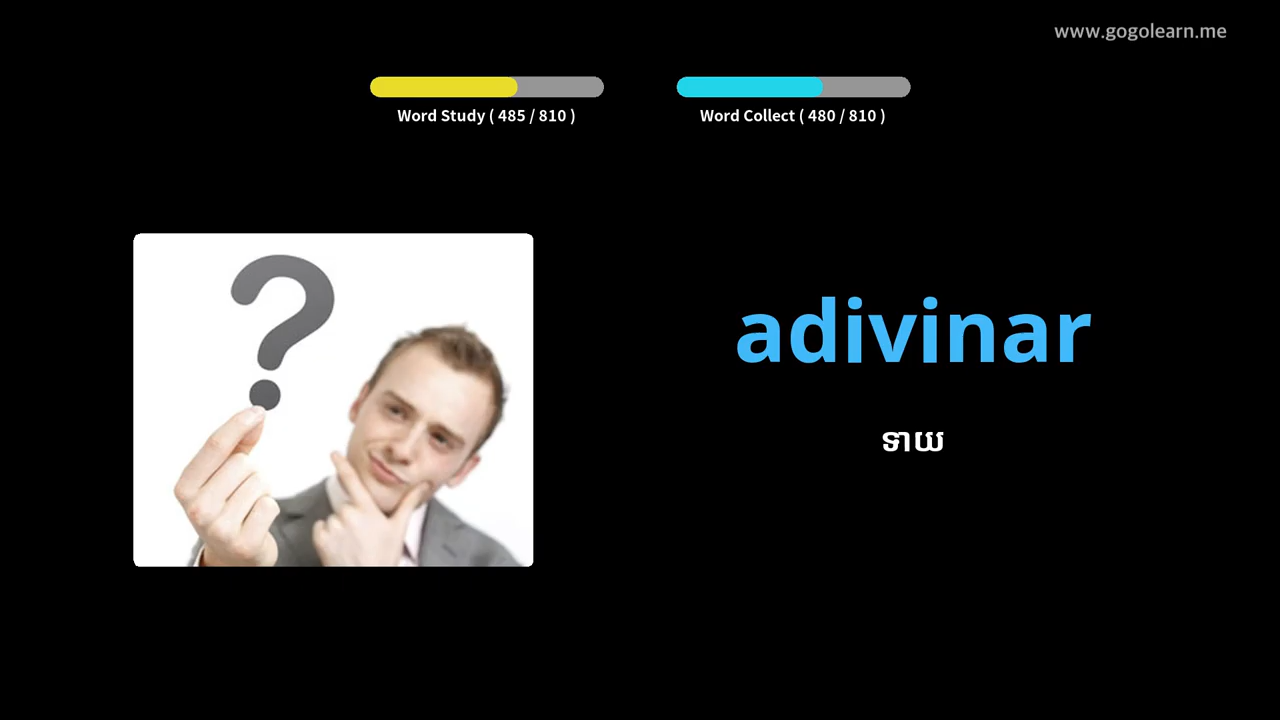 www.gogolearn.me
Word Study ( 485 / 810 )
Word Collect ( 480 / 810 )
?
adivinar
ទាយ